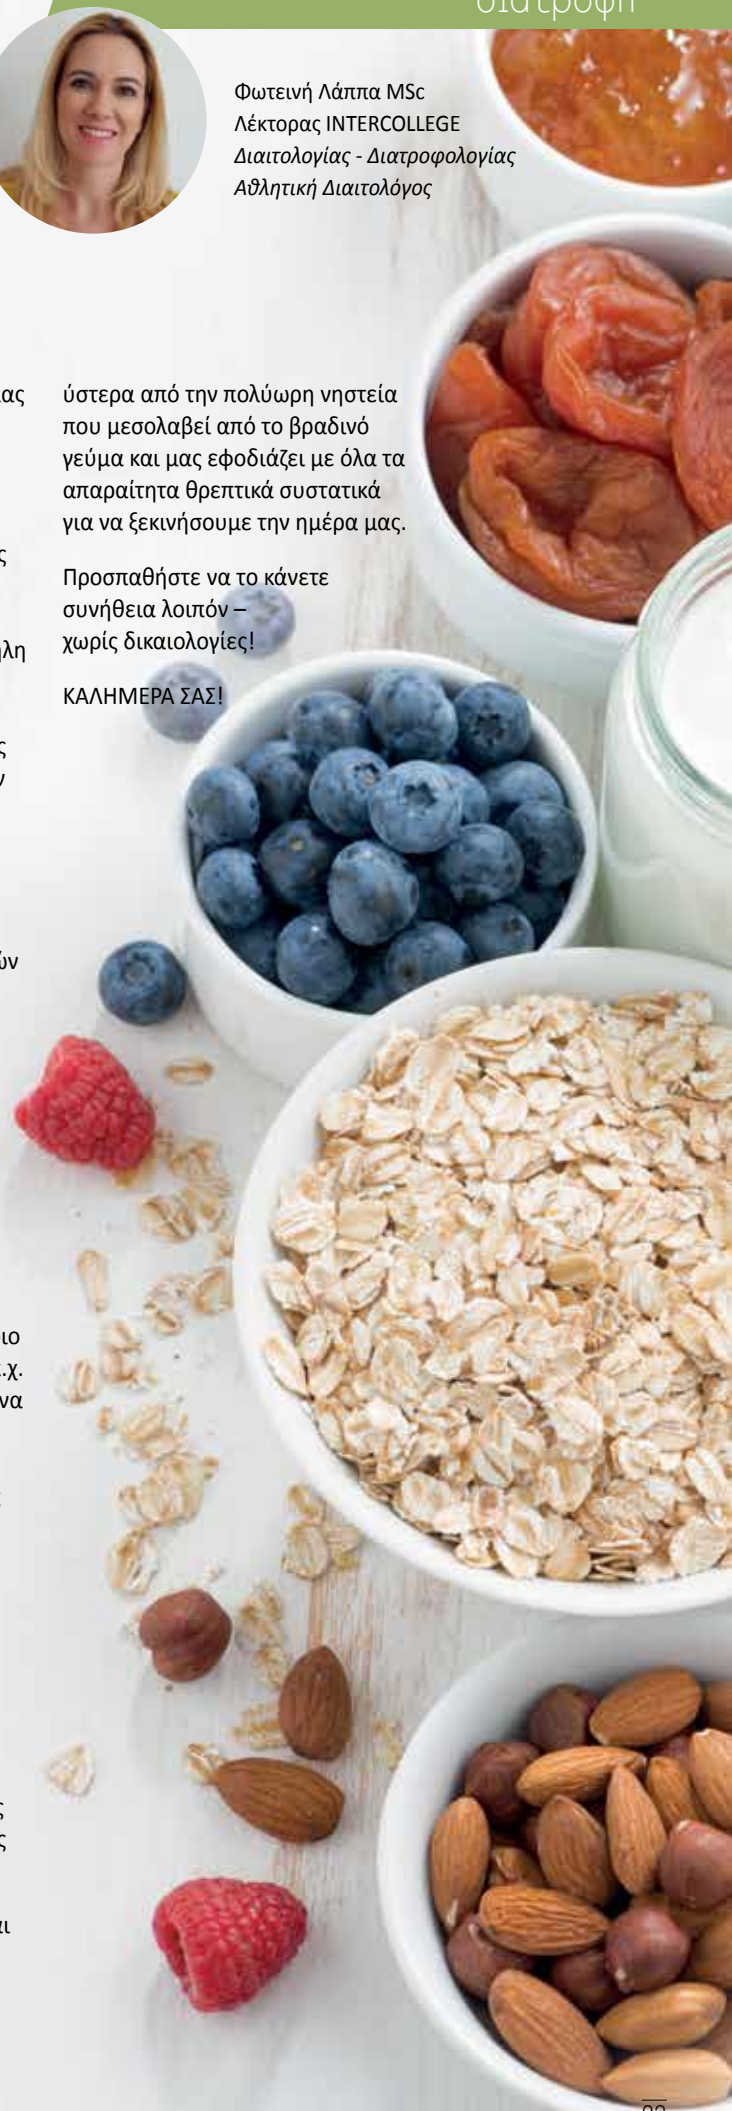 διατροφή
Φωτεινή Λάππα MSc
Λέκτορας INTERCOLLEGE
Διαιτολογίας - Διατροφολογίας
Αθλητική Διαιτολόγος
ύστερα από την πολύωρη νηστεία
που μεσολαβεί από το βραδινό
γεύμα και μας εφοδιάζει με όλα τα
απαραίτητα θρεπτικά συστατικά
για να ξεκινήσουμε την ημέρα μας.
Προσπαθήστε να το κάνετε
συνήθεια λοιπόν –
χωρίς δικαιολογίες!
ΚΑΛΗΜΕΡΑ ΣΑΣ!